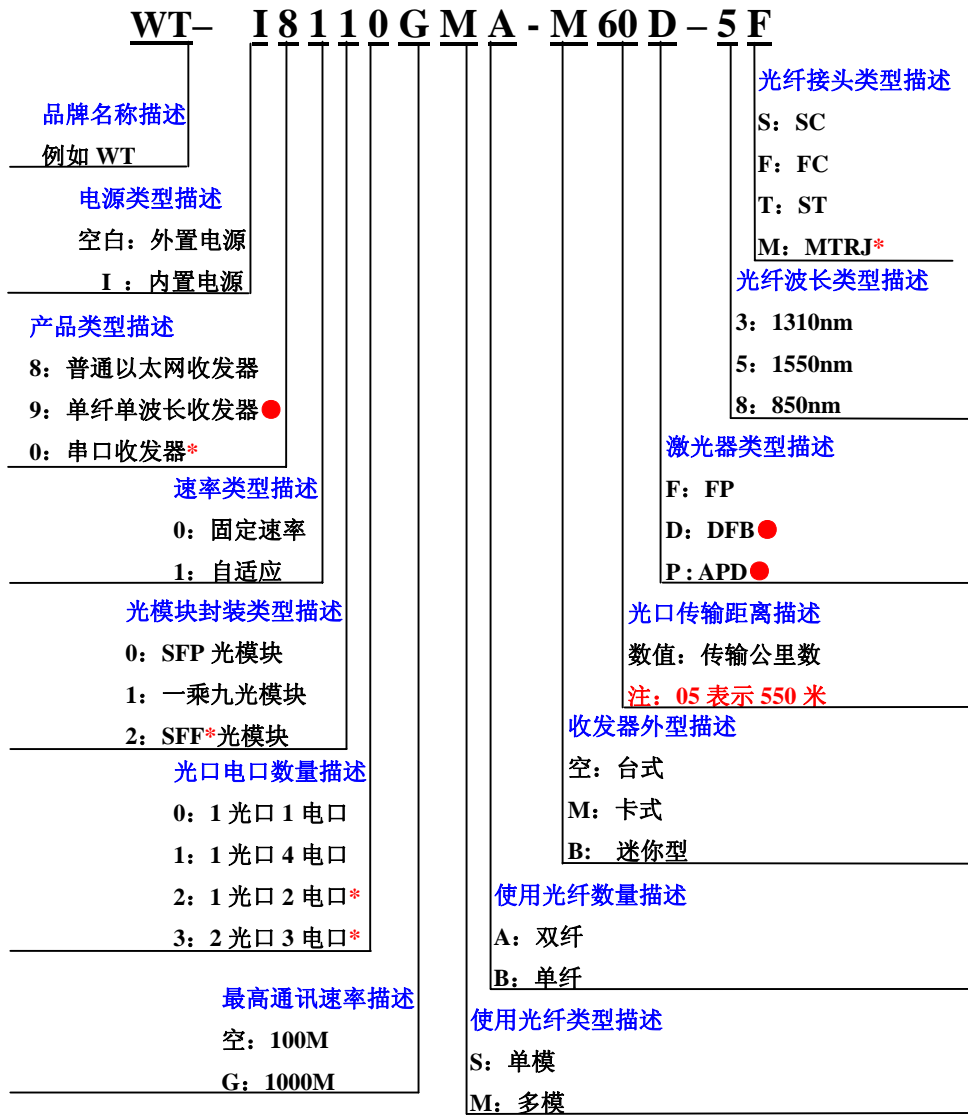 WT– I 8 1 1 0 G M A - M 60 D – 5 F
光纤接头类型描述
S：SC
F：FC
T：ST
M：MTRJ*
品牌名称描述
例如 WT
电源类型描述
空白：外置电源
I ：内置电源
光纤波长类型描述
3：1310nm
5：1550nm
8：850nm
产品类型描述
8：普通以太网收发器
9：单纤单波长收发器●
0：串口收发器*
激光器类型描述
F：FP
D：DFB●
P : APD●
速率类型描述
0：固定速率
1：自适应
光模块封装类型描述
0：SFP 光模块
1：一乘九光模块
2：SFF*光模块
光口传输距离描述
数值：传输公里数
注：05 表示 550 米
收发器外型描述
空：台式
M：卡式
B： 迷你型
光口电口数量描述
0：1 光口 1 电口
1：1 光口 4 电口
2：1 光口 2 电口*
3：2 光口 3 电口*
使用光纤数量描述
A：双纤
B：单纤
最高通讯速率描述
空：100M
G：1000M
使用光纤类型描述
S：单模
M：多模